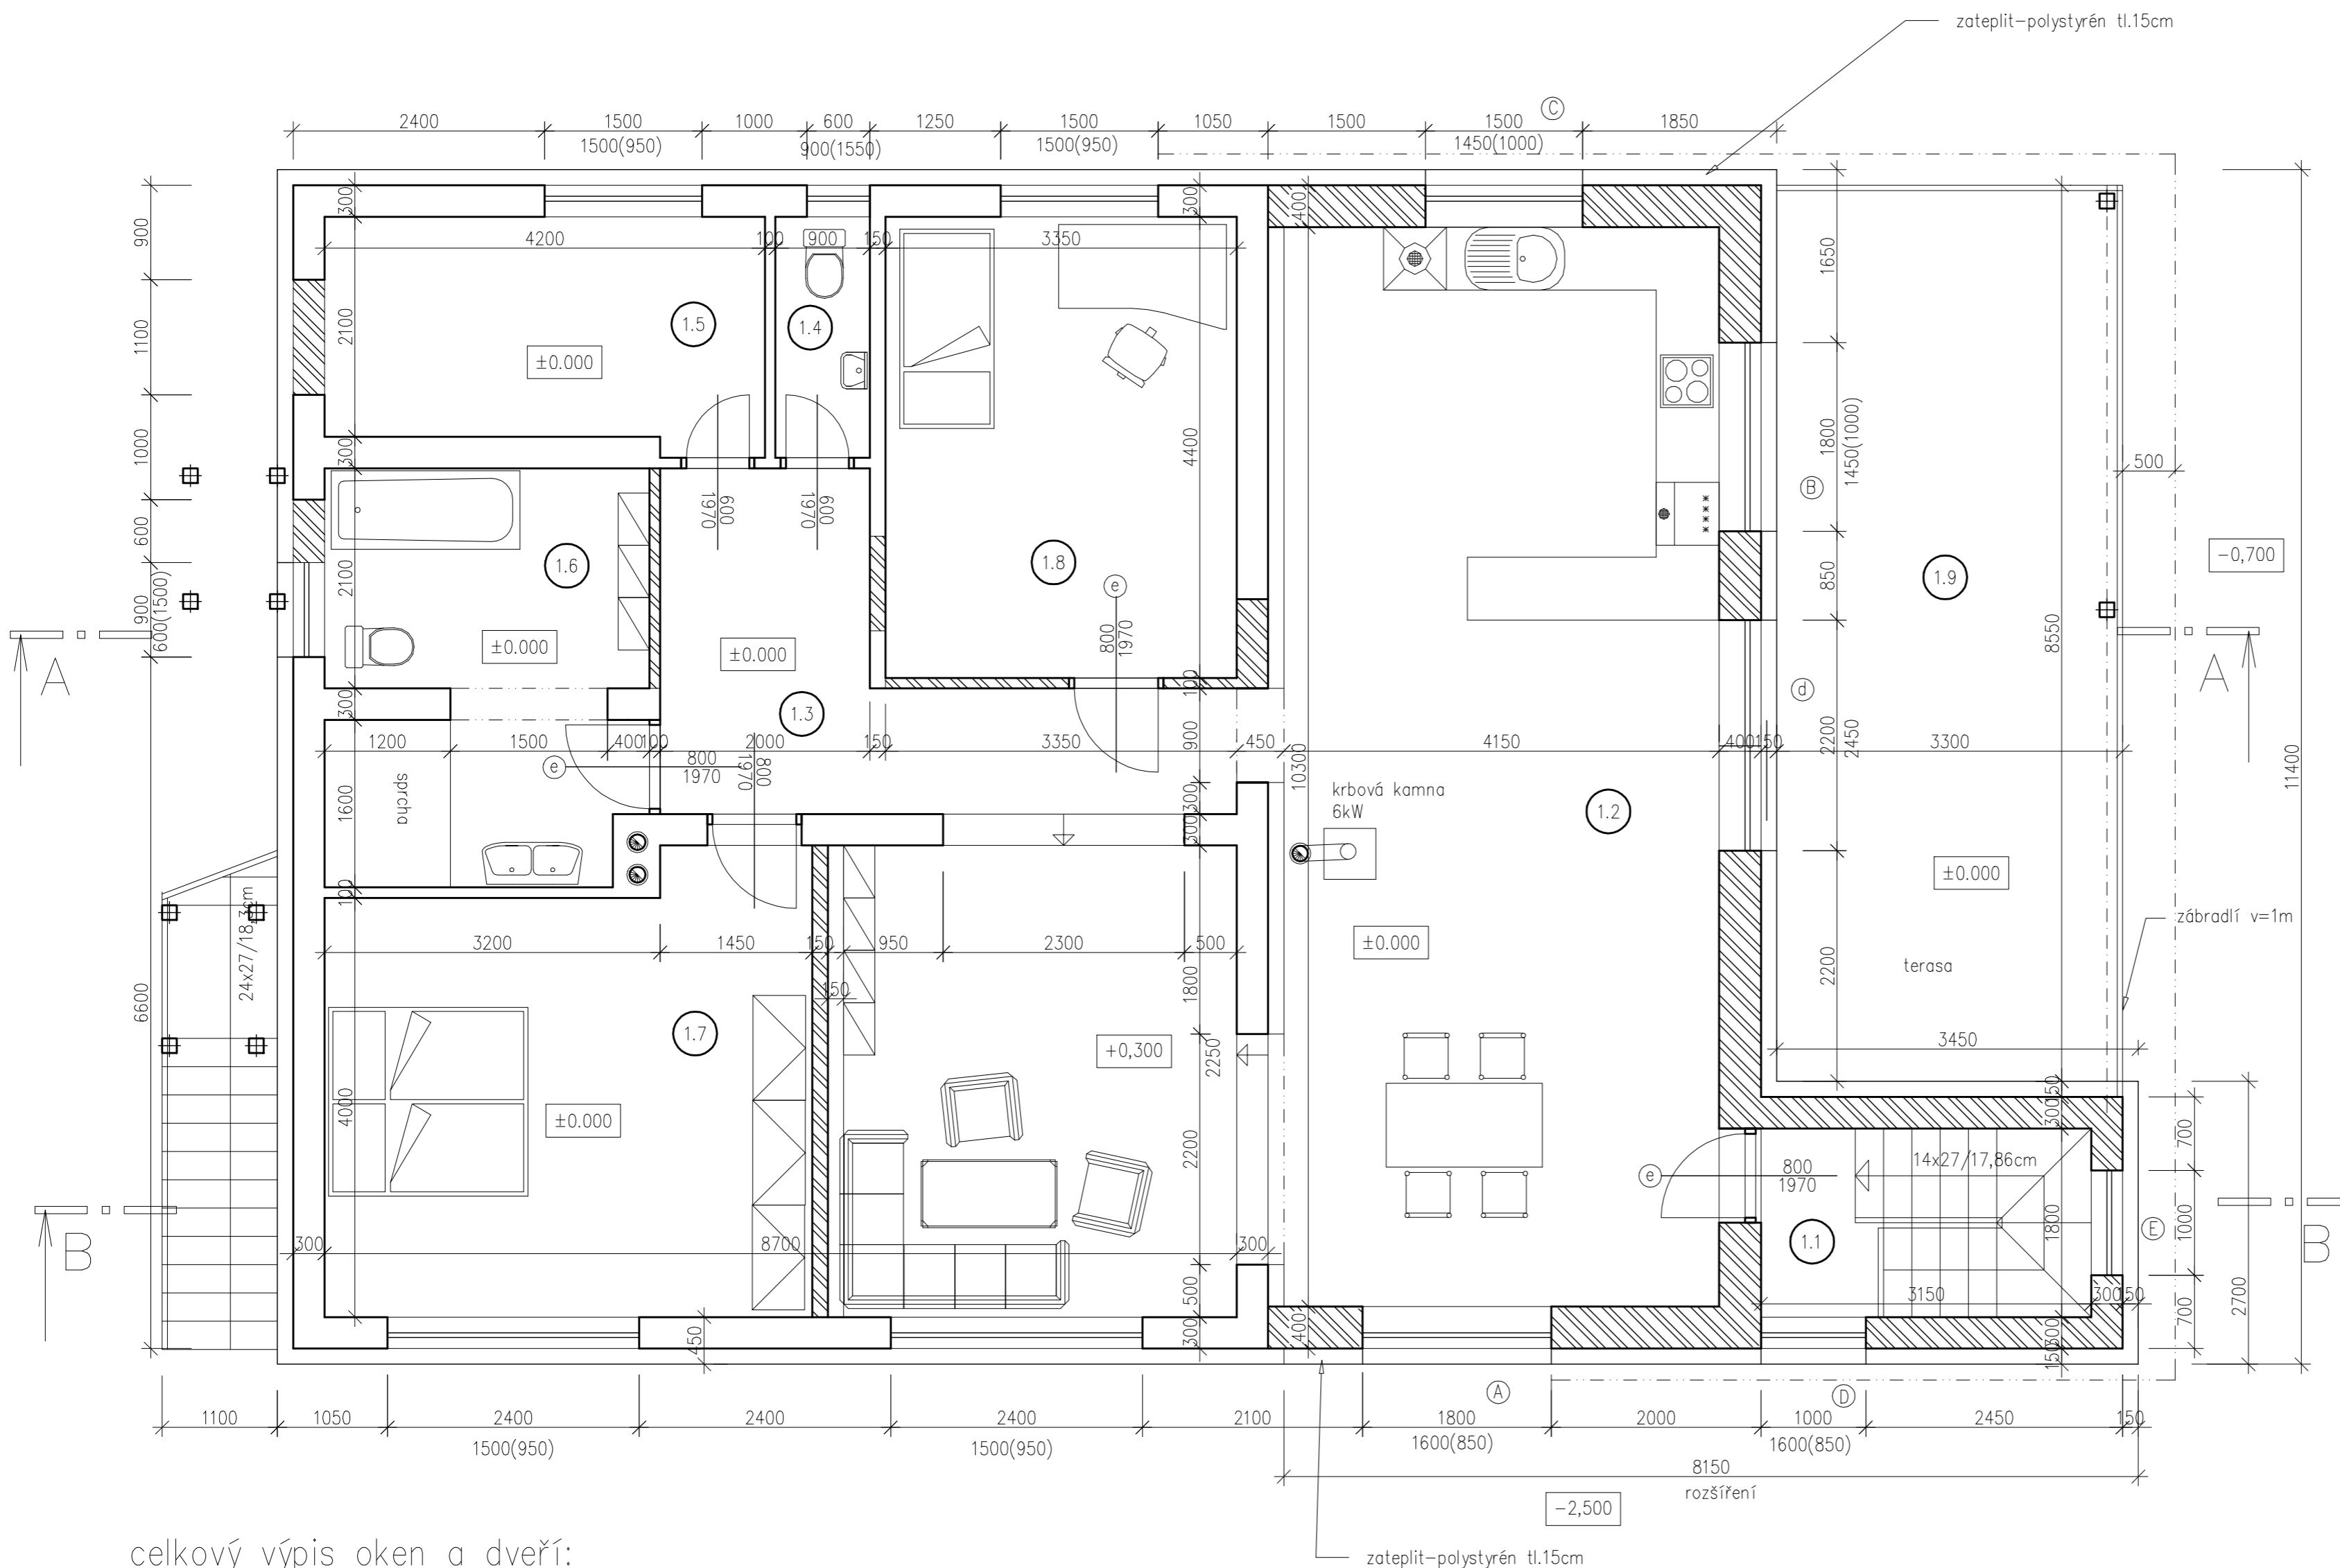 zateplit-polystyrén tl.15cm
C
2400 1500 1000 600 1250 1500 1050 1500 1500 1850
1500(950) 900(1550) 1500(950) 1450(1000)
300 300 400
900
4200 100 900 150 3350
1650
1.5 1.4
1100 2100
±0.000
1800
1450(1000)
1000 300 4400
500
B
600
1970
600
1970
600
1.6 1.8 1.9
-0,700
2100
e
850
900
600(1500)
±0.000 ±0.000
800
1970
8550
A A
100
d
300
1.3
1200 1500 400 100 2000 150 3350 900 450 4150 400 150 3300
2200
2450
e
800
1970
800
1970
10300
11400
sprcha
1600
krbová kamna
6kW
1.2
300
300
±0.000
100
24x27/18,3cm
zábradlí v=1m
3200 1450 150 950 2300 500
±0.000
terasa
2200
6600
150
1800
1.7
+0,300
2250
3450
4000
±0.000
150
300
700
2200
14x27/17,86cm
e
800
1970
1800
1000
E
1.1
B B
300 8700 300
500
3150 300 150
2700
700
450
300
400
300
150
A D
1100 1050 2400 2400 2400 2100 1800 2000 1000 2450 150
1500(950) 1500(950) 1600(850) 1600(850)
8150
rozšíření
-2,500
celkový výpis oken a dveří:
zateplit-polystyrén tl.15cm